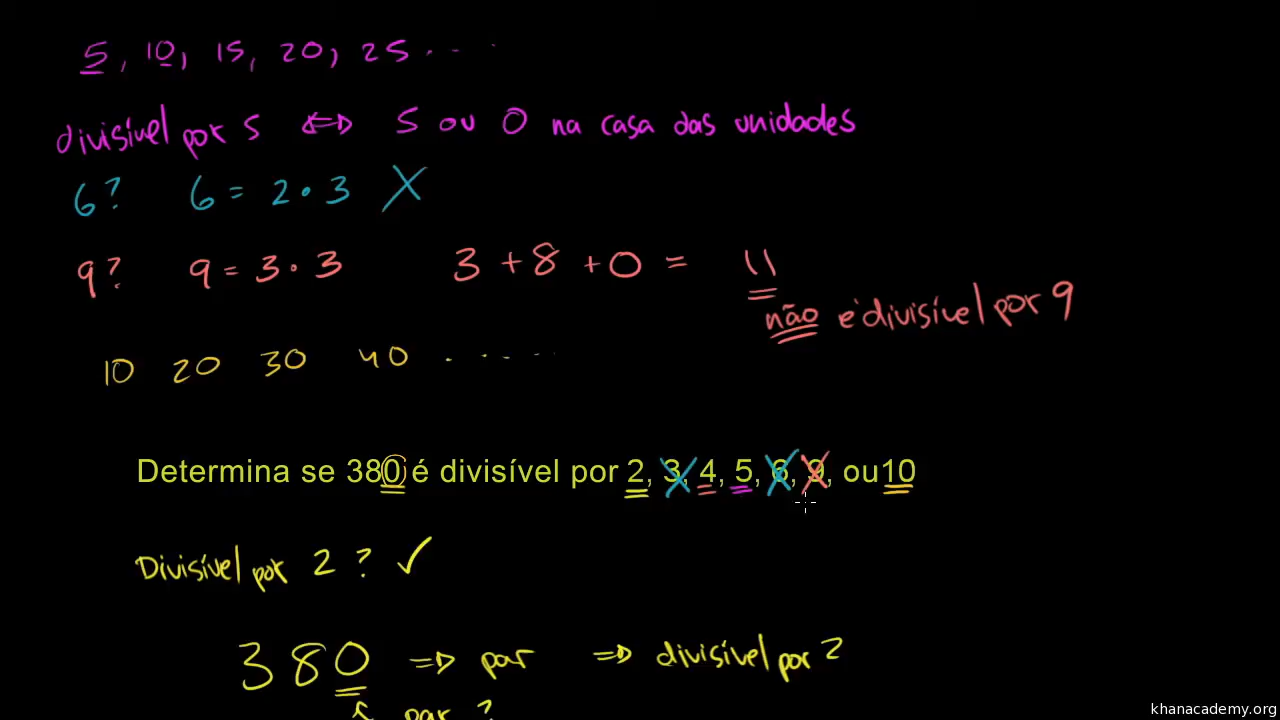 5, 10, 15, 20, 25 . . .
divisível por 5 <=> 5 ou 0 na casa das unidades
6? 6 = 2 • 3 X
9? 9 = 3 • 3 3 + 8 + 0 = 11
não é divisível por 9
10 20 30 40 . . . . .
Determina se 380 é divisível por 2, 3, 4, 5, 6, 9, ou 10
Divisível por 2 ? ✓
380 => par => divisível por 2
par ?
khanacademy.org